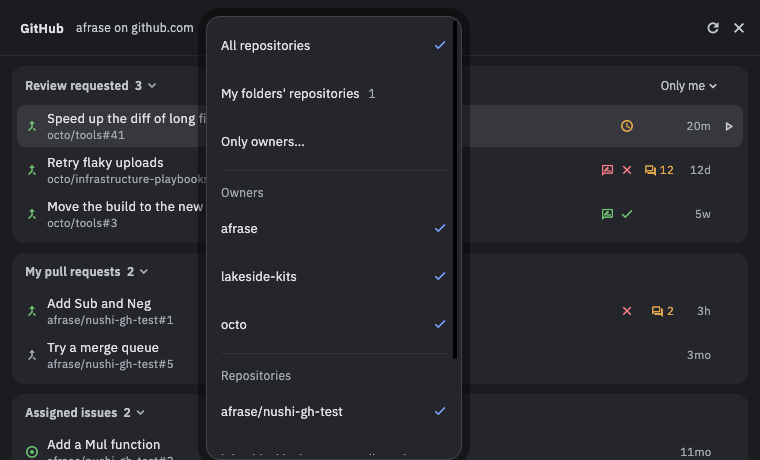 GitHub afrase on github.com
All repositories
My folders' repositories 1
Only owners...
Owners
afrase
lakeside-kits
octo
Repositories
afrase/nushi-gh-test
Review requested 3
Only me
Speed up the diff of long fi
octo/tools#41
20m
Retry flaky uploads
octo/infrastructure-playbooks
12 12d
Move the build to the new
octo/tools#3
5w
My pull requests 2
Add Sub and Neg
afrase/nushi-gh-test#1
2 3h
Try a merge queue
afrase/nushi-gh-test#5
3mo
Assigned issues 2
Add a Mul function
11mo